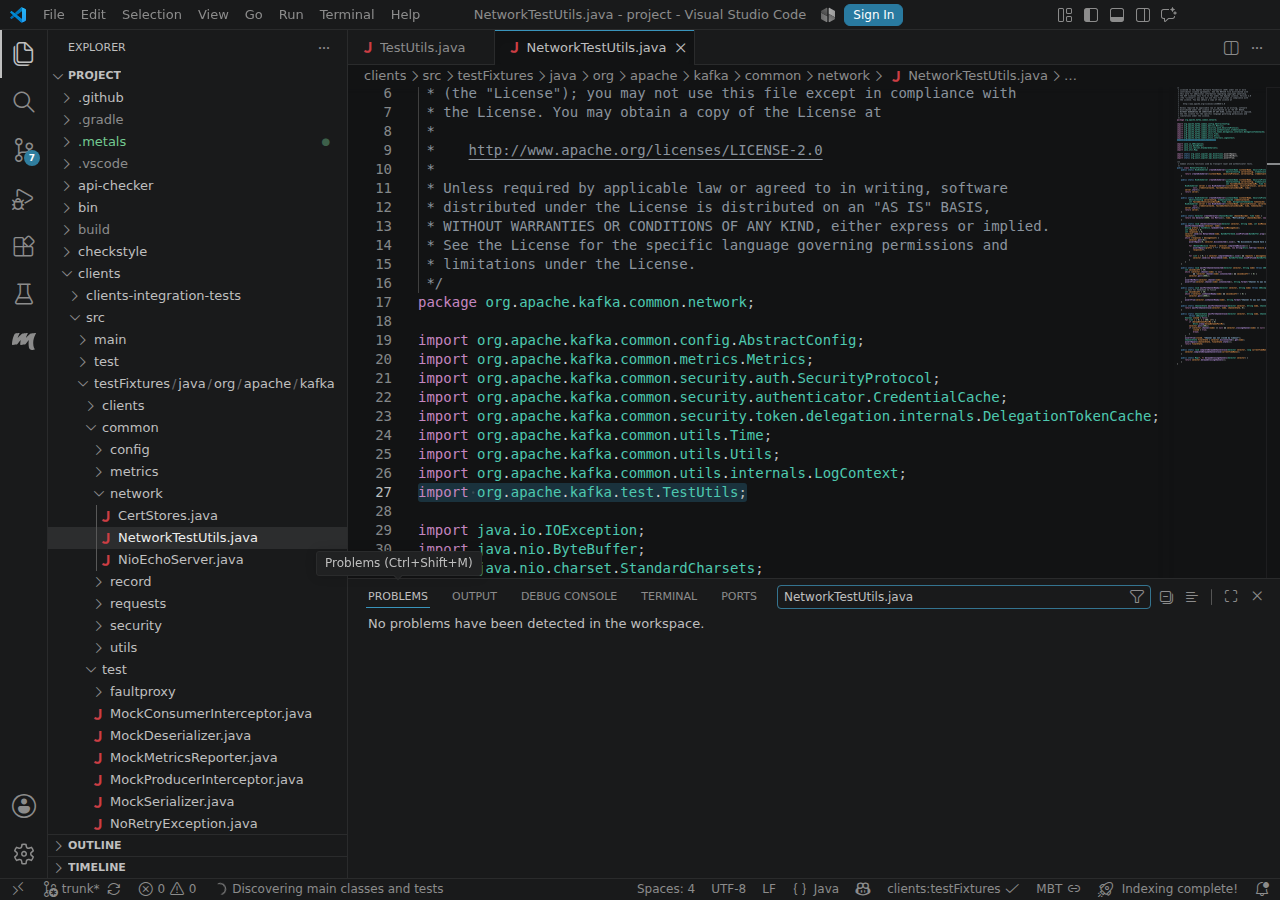 File Edit Selection View Go Run Terminal Help
NetworkTestUtils.java - project - Visual Studio Code
Sign In
EXPLORER
PROJECT
.github
.gradle
.metals
.vscode
7
api-checker
bin
build
checkstyle
clients
clients-integration-tests
src
main
test
testFixtures/java/org/apache/kafka
clients
common
config
metrics
network
CertStores.java
NetworkTestUtils.java
NioEchoServer.java
record
requests
security
utils
test
faultproxy
MockConsumerInterceptor.java
MockDeserializer.java
MockMetricsReporter.java
MockProducerInterceptor.java
MockSerializer.java
NoRetryException.java
OUTLINE
TIMELINE
TestUtils.java
NetworkTestUtils.java
clients > src > testFixtures > java > org > apache > kafka > common > network > NetworkTestUtils.java > ...
6 * (the "License"); you may not use this file except in compliance with
7 * the License. You may obtain a copy of the License at
8 *
9 * http://www.apache.org/licenses/LICENSE-2.0
10 *
11 * Unless required by applicable law or agreed to in writing, software
12 * distributed under the License is distributed on an "AS IS" BASIS,
13 * WITHOUT WARRANTIES OR CONDITIONS OF ANY KIND, either express or implied.
14 * See the License for the specific language governing permissions and
15 * limitations under the License.
16 */
17 package org.apache.kafka.common.network;
18
19 import org.apache.kafka.common.config.AbstractConfig;
20 import org.apache.kafka.common.metrics.Metrics;
21 import org.apache.kafka.common.security.auth.SecurityProtocol;
22 import org.apache.kafka.common.security.authenticator.CredentialCache;
23 import org.apache.kafka.common.security.token.delegation.internals.DelegationTokenCache;
24 import org.apache.kafka.common.utils.Time;
25 import org.apache.kafka.common.utils.Utils;
26 import org.apache.kafka.common.utils.internals.LogContext;
27 import org.apache.kafka.test.TestUtils;
28
29 import java.io.IOException;
30 import java.nio.ByteBuffer;
java.nio.charset.StandardCharsets;
Problems (Ctrl+Shift+M)
PROBLEMS OUTPUT DEBUG CONSOLE TERMINAL PORTS
NetworkTestUtils.java
No problems have been detected in the workspace.
trunk* 0 0 Discovering main classes and tests
Spaces: 4 UTF-8 LF {} Java clients:testFixtures MBT Indexing complete!